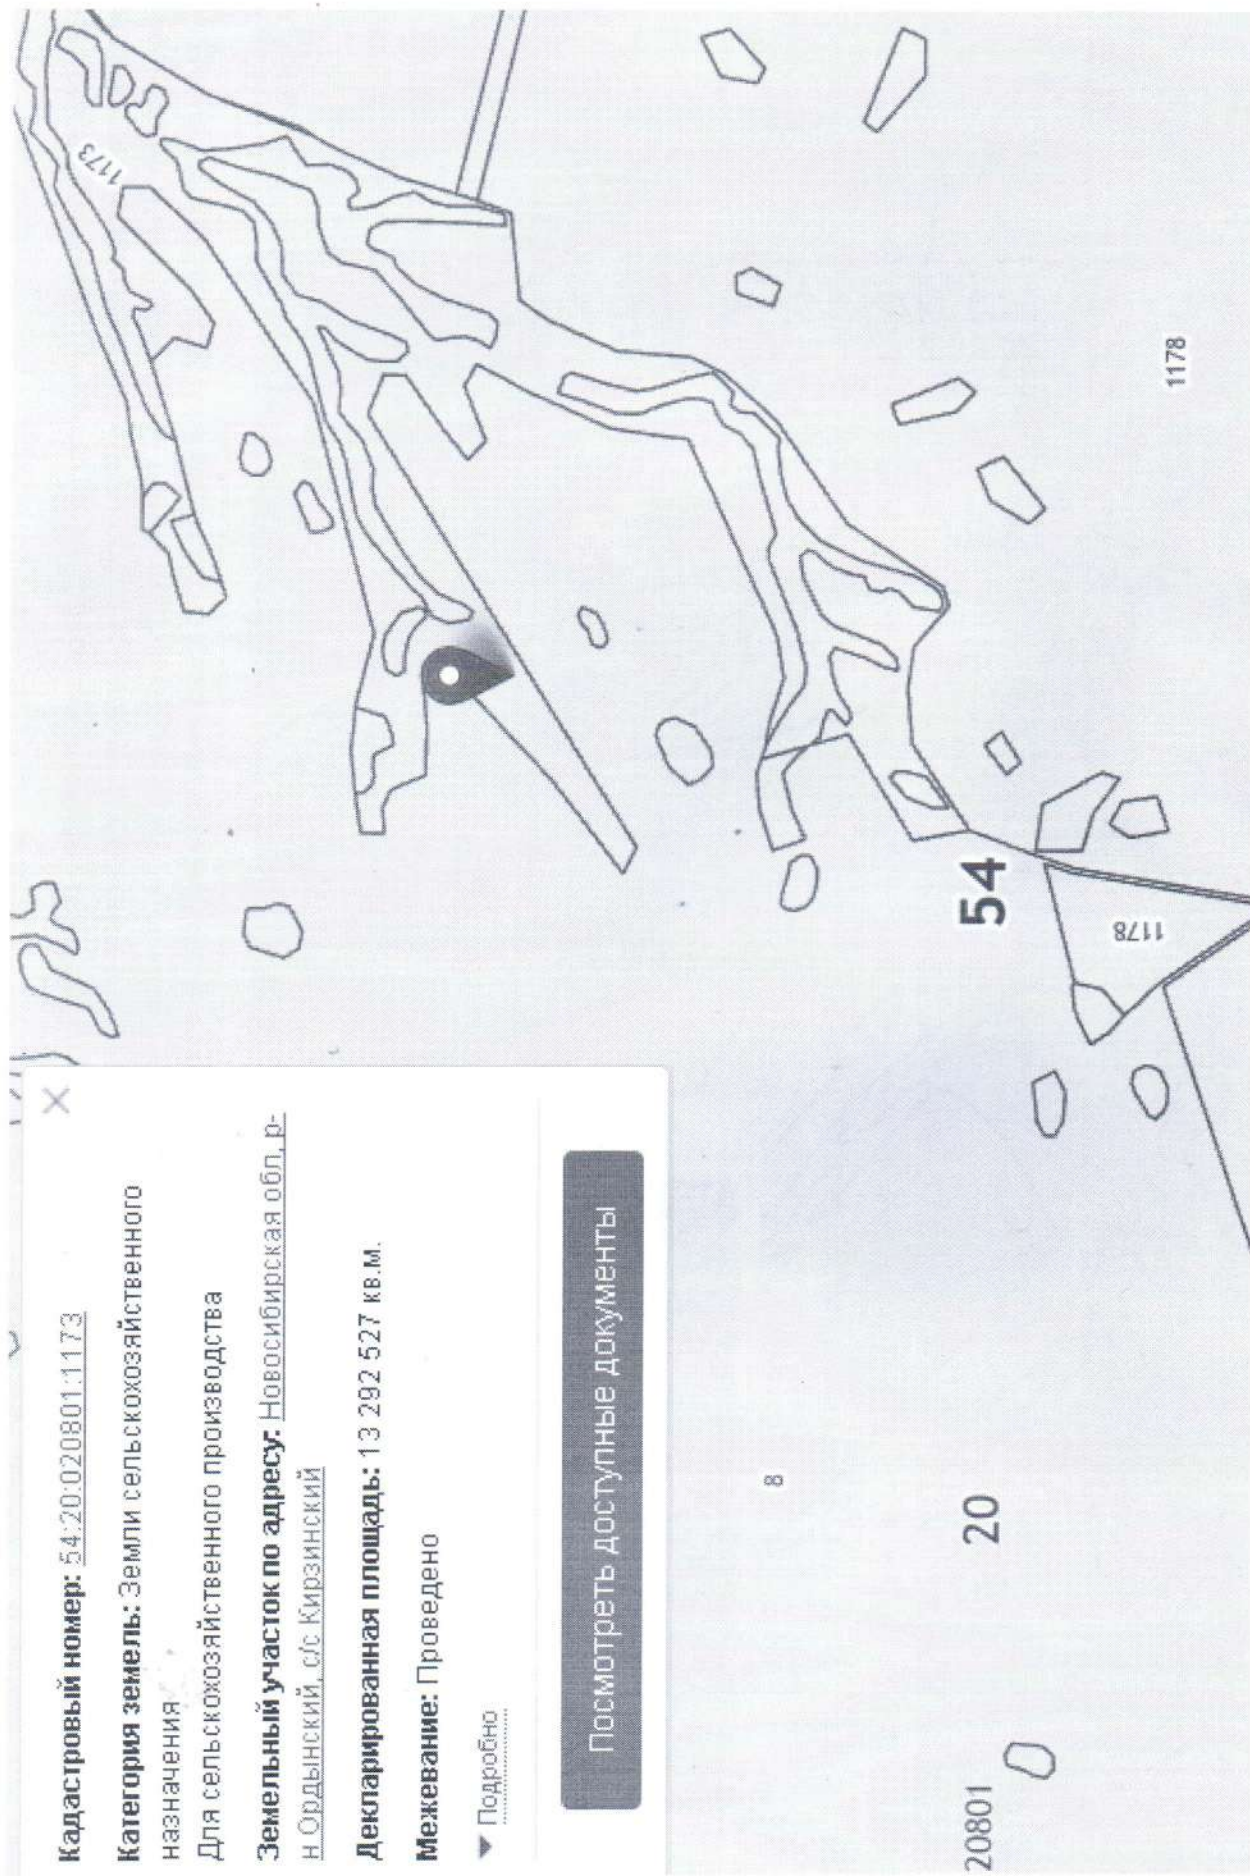 Кадастровый номер: 54:20:020801:1173
Категория земель: Земли сельскохозяйственного
назначения
Для сельскохозяйственного производства
Земельный участок по адресу: Новосибирская обл, р-
н Ордынский, с/с Кирзинский
Декларированная площадь: 13 292 527 кв.м.
Межевание: Проведено
▼ Подробно
Посмотреть доступные документы
1173
1178
54
1178
8
20
20801